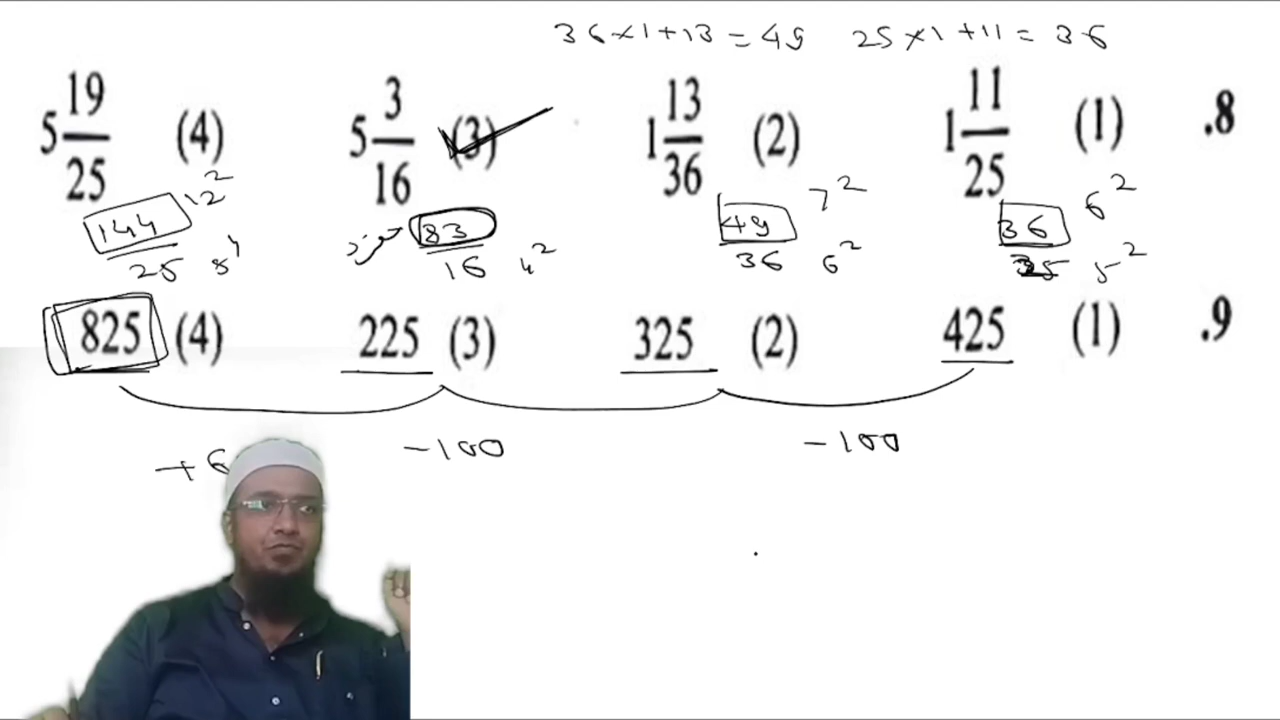 36×1+13=49 25×1+11=36
.8 (1) 1 11/25 (2) 1 13/36 (3) 5 3/16 (4) 5 19/25
36/25 6² 5² 49/36 7² 6² 83/16 4² 144/25 12²
.9 (1) 425 (2) 325 (3) 225 (4) 825
-100 -100 +6